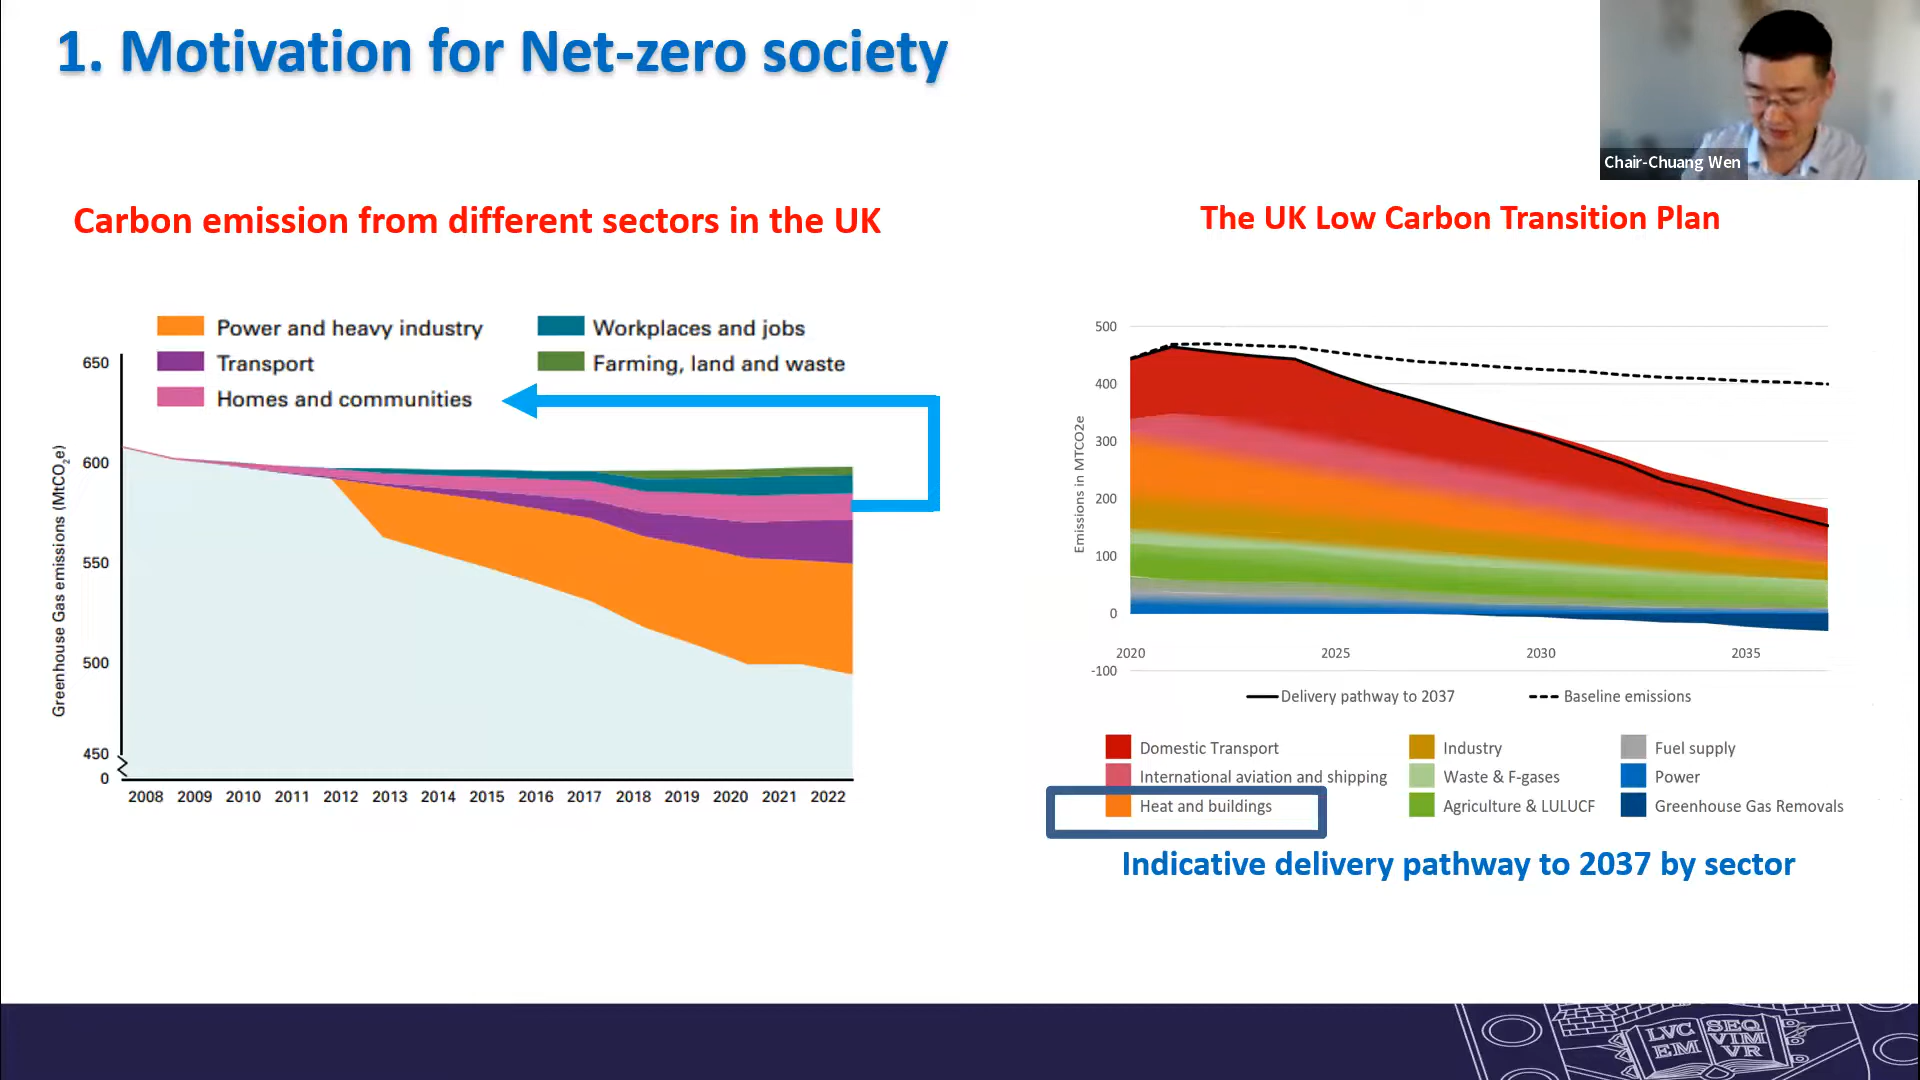 1. Motivation for Net-zero society
Chair-Chuang Wen
Carbon emission from different sectors in the UK
Power and heavy industry
Transport
Homes and communities
Workplaces and jobs
Farming, land and waste
Greenhouse Gas emissions (MtCO₂e)
650
600
550
500
450
0
2008 2009 2010 2011 2012 2013 2014 2015 2016 2017 2018 2019 2020 2021 2022
The UK Low Carbon Transition Plan
Emissions in MTCO2e
500
400
300
200
100
0
-100
2020 2025 2030 2035
Delivery pathway to 2037 Baseline emissions
Domestic Transport
International aviation and shipping
Heat and buildings
Industry
Waste & F-gases
Agriculture & LULUCF
Fuel supply
Power
Greenhouse Gas Removals
Indicative delivery pathway to 2037 by sector
LVC SEQ
EM VIM
VR